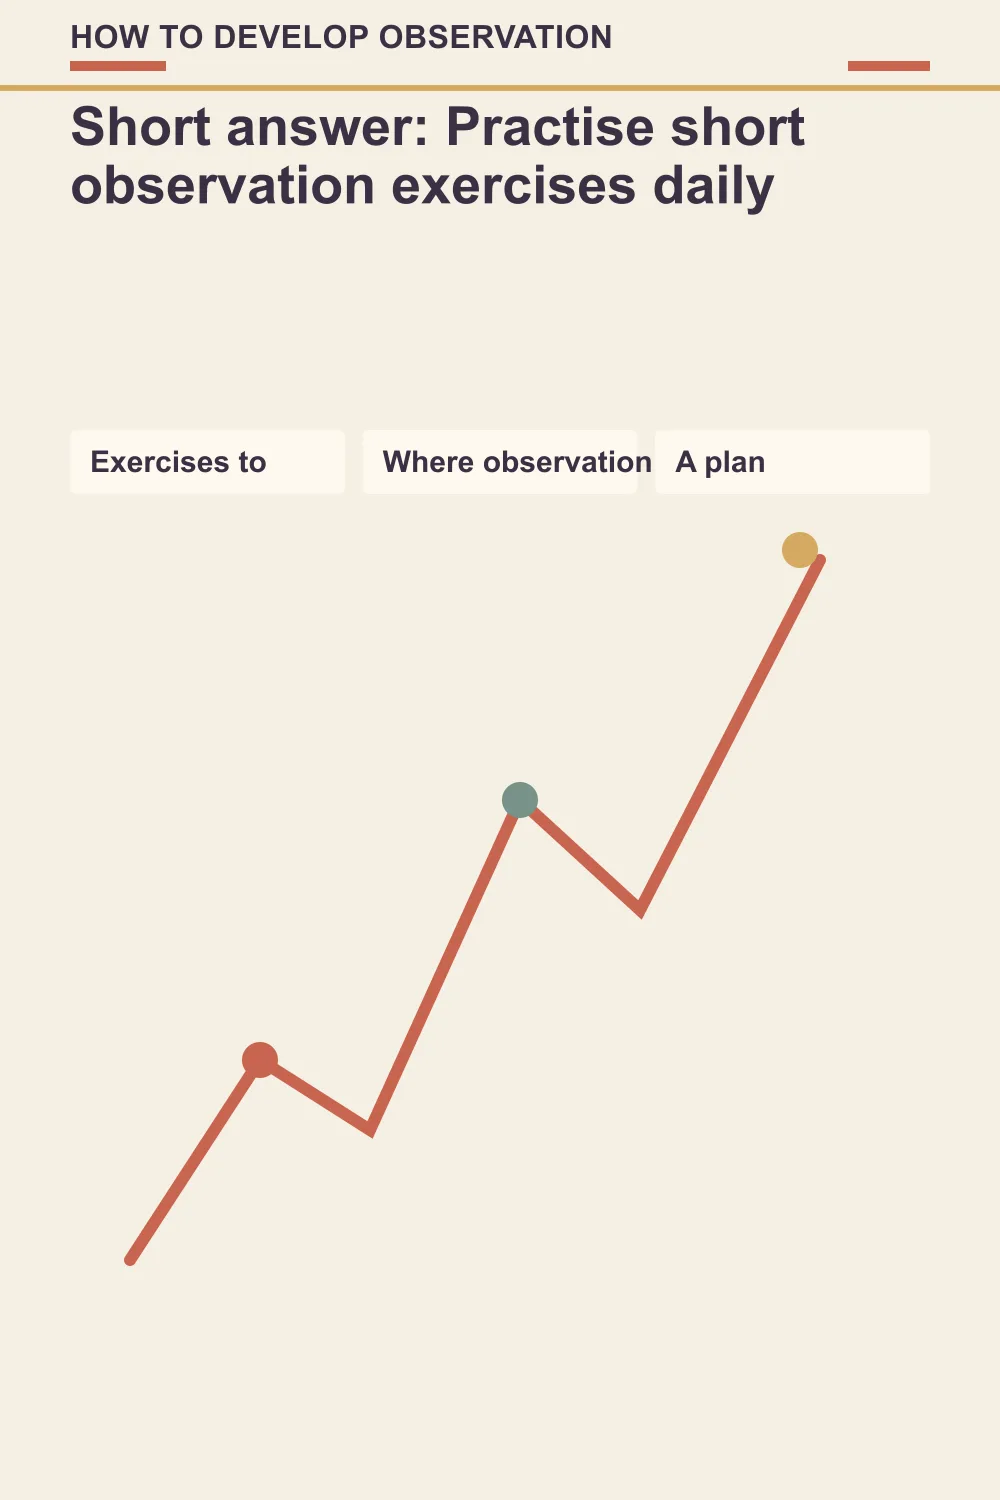 HOW TO DEVELOP OBSERVATION
Short answer: Practise short
observation exercises daily
Exercises to
Where observation
A plan